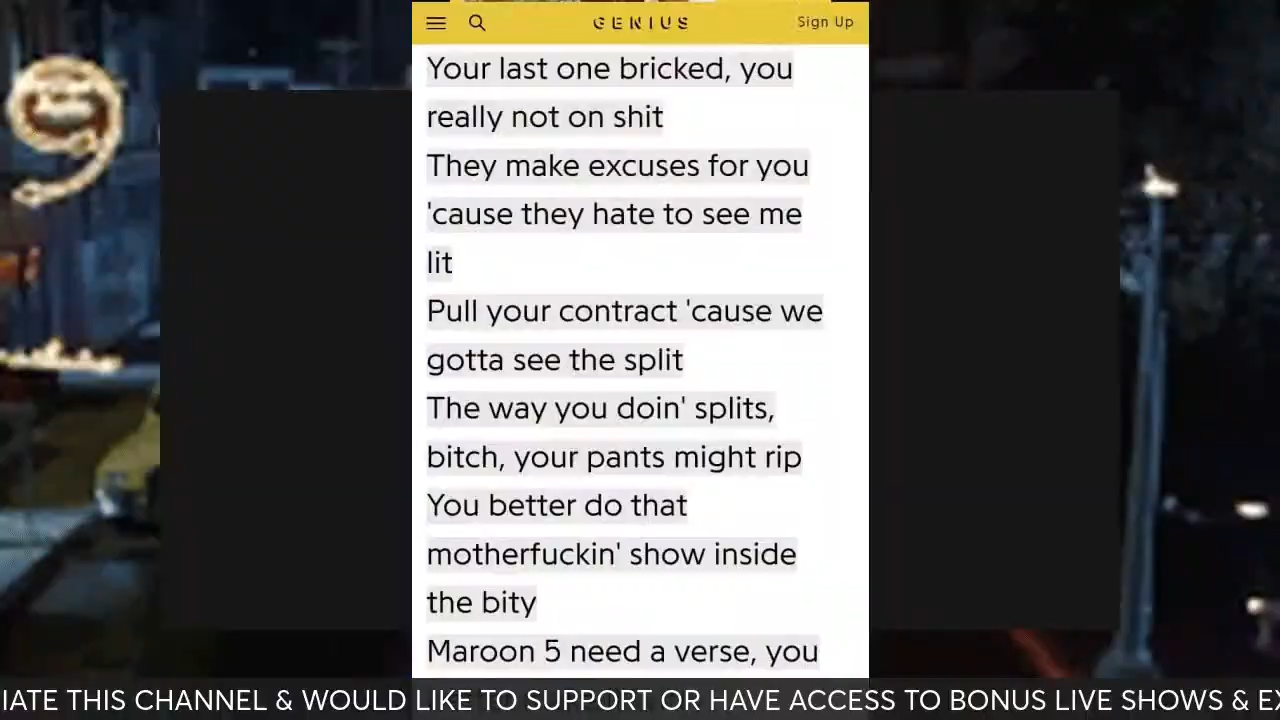 GENIUS
Sign Up
Your last one bricked, you
really not on shit
They make excuses for you
'cause they hate to see me
lit
Pull your contract 'cause we
gotta see the split
The way you doin' splits,
bitch, your pants might rip
You better do that
motherfuckin' show inside
the bity
Maroon 5 need a verse, you
IATE THIS CHANNEL & WOULD LIKE TO SUPPORT OR HAVE ACCESS TO BONUS LIVE SHOWS & EX